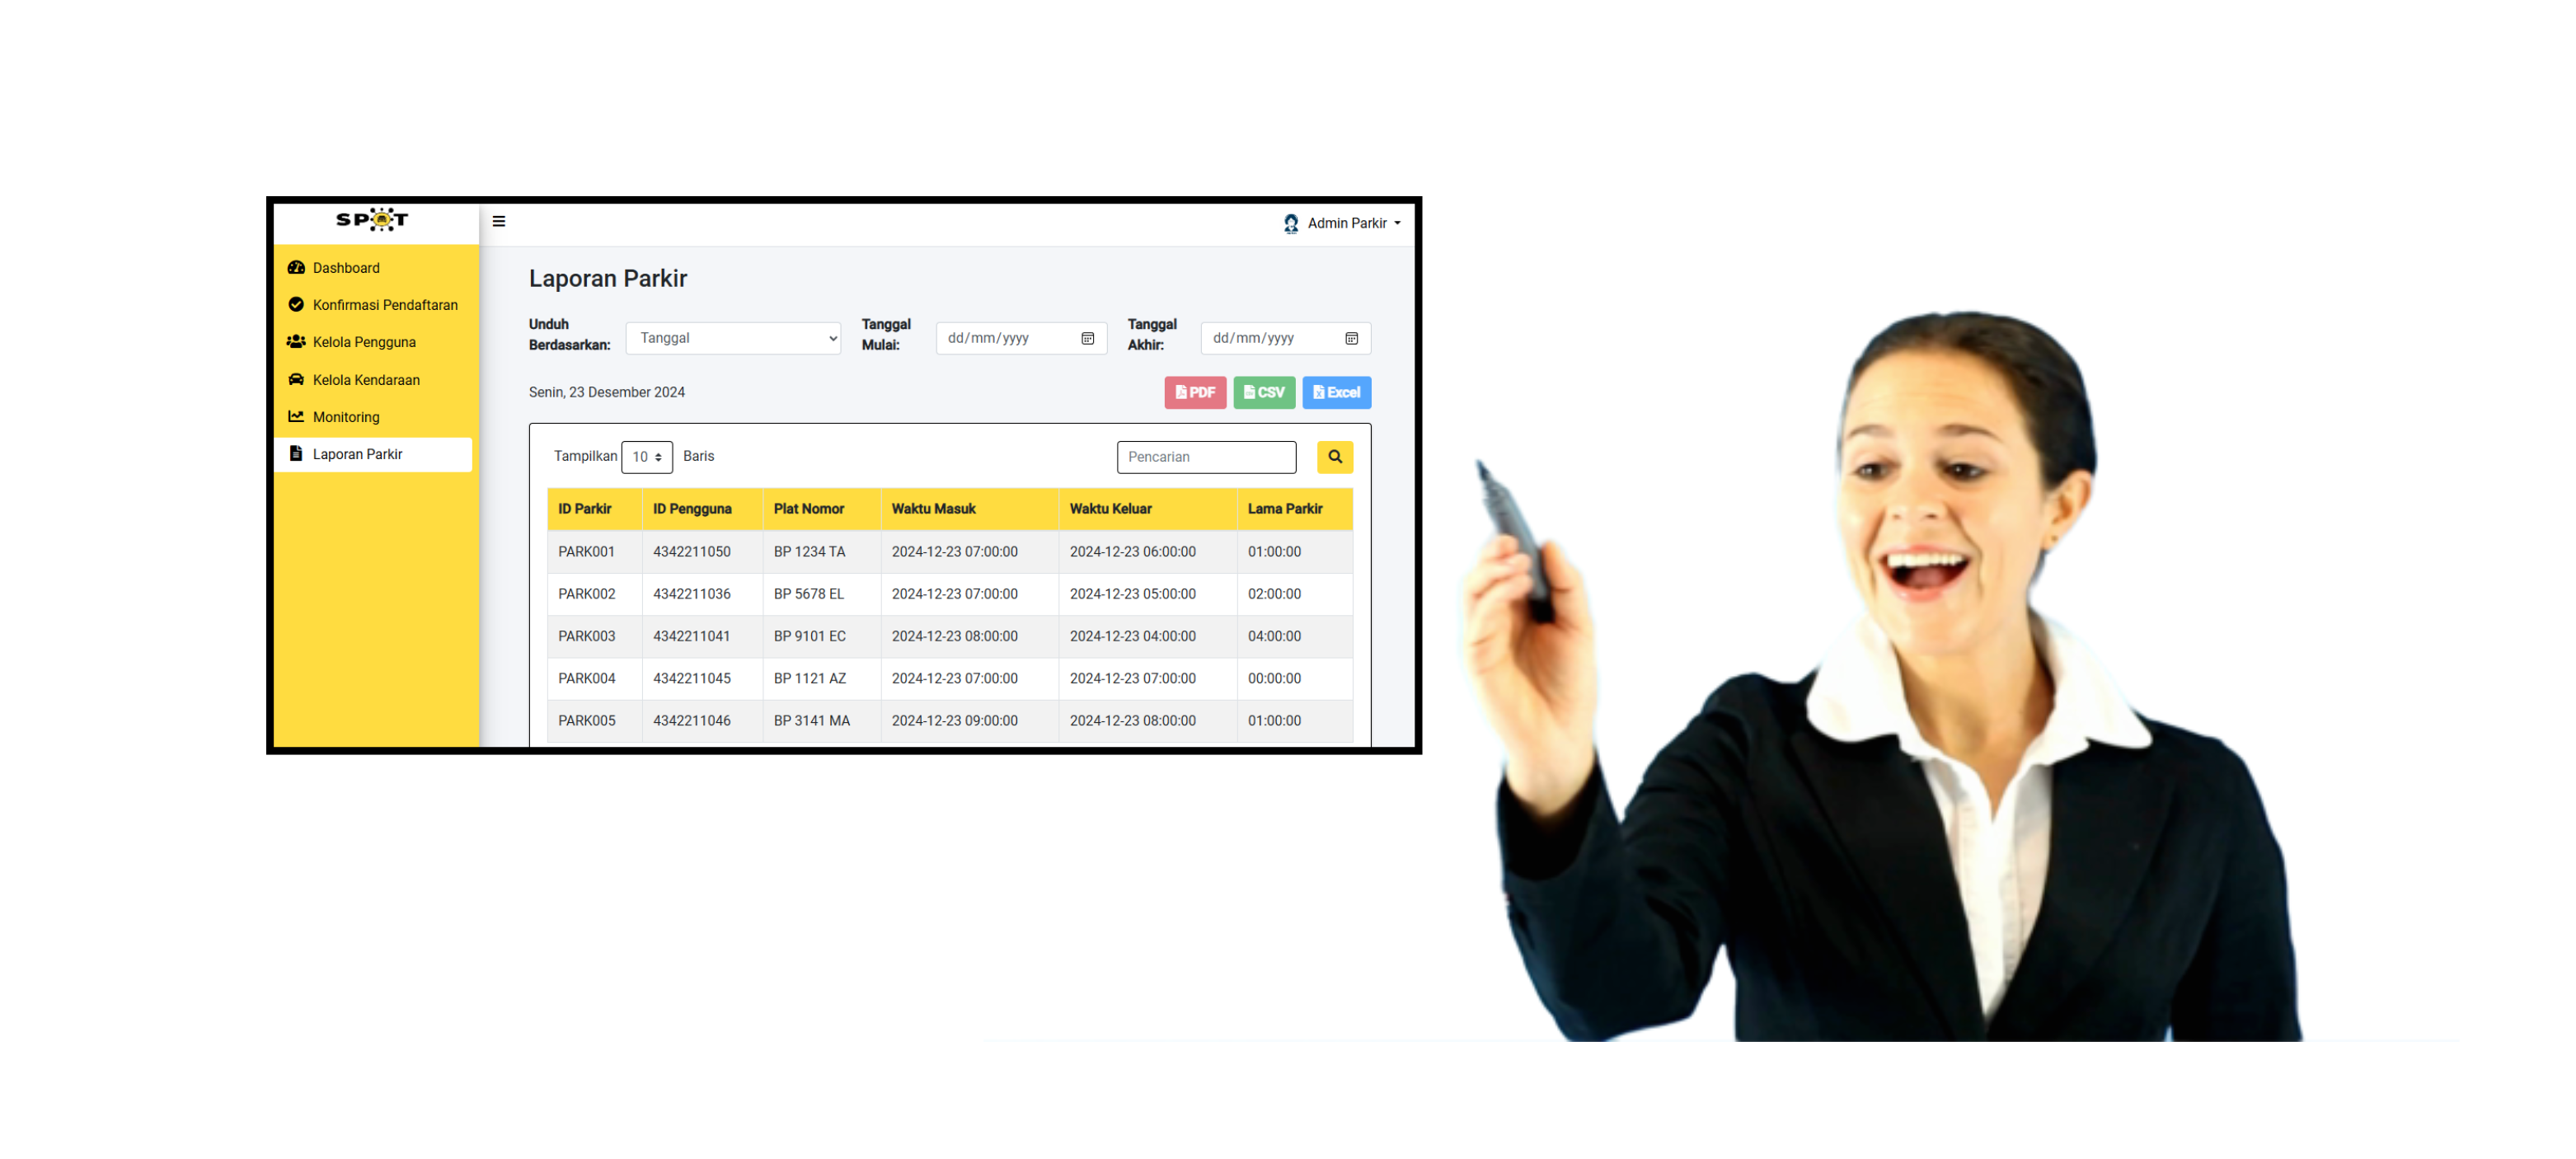 SPOT
Admin Parkir
Dashboard
Konfirmasi Pendaftaran
Kelola Pengguna
Kelola Kendaraan
Monitoring
Laporan Parkir
Laporan Parkir
Unduh Berdasarkan: Tanggal Tanggal Mulai: dd/mm/yyyy Tanggal Akhir: dd/mm/yyyy
Senin, 23 Desember 2024 PDF CSV Excel
Tampilkan 10 Baris Pencarian
ID Parkir ID Pengguna Plat Nomor Waktu Masuk Waktu Keluar Lama Parkir
PARK001 4342211050 BP 1234 TA 2024-12-23 07:00:00 2024-12-23 06:00:00 01:00:00
PARK002 4342211036 BP 5678 EL 2024-12-23 07:00:00 2024-12-23 05:00:00 02:00:00
PARK003 4342211041 BP 9101 EC 2024-12-23 08:00:00 2024-12-23 04:00:00 04:00:00
PARK004 4342211045 BP 1121 AZ 2024-12-23 07:00:00 2024-12-23 07:00:00 00:00:00
PARK005 4342211046 BP 3141 MA 2024-12-23 09:00:00 2024-12-23 08:00:00 01:00:00